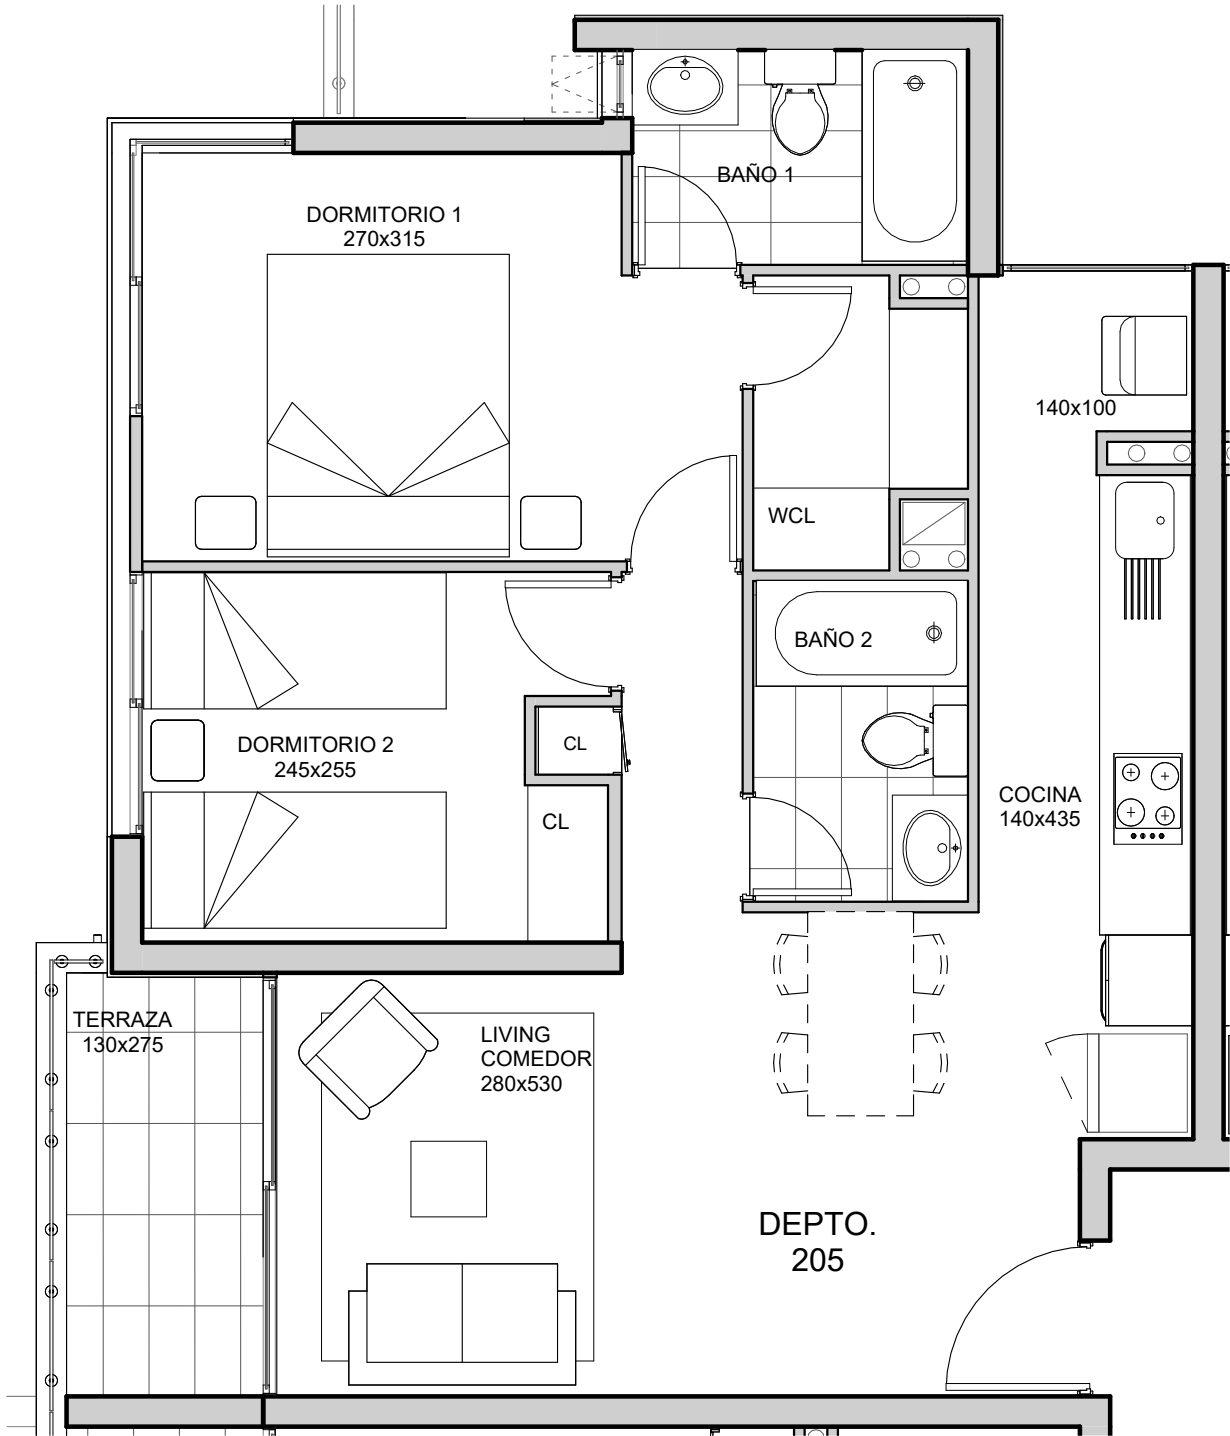 BAÑO 1
DORMITORIO 1
270x315
140x100
WCL
BAÑO 2
DORMITORIO 2
245x255
CL
CL
COCINA
140x435
TERRAZA
130x275
LIVING
COMEDOR
280x530
DEPTO.
205